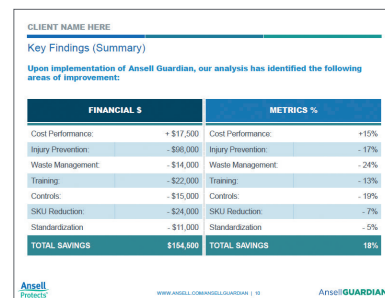 CLIENT NAME HERE
Key Findings (Summary)
Upon implementation of Ansell Guardian, our analysis has identified the following
areas of improvement:
FINANCIAL $ METRICS %
Cost Performance: + $17,500 Cost Performance: +15%
Injury Prevention: - $98,000 Injury Prevention: - 17%
Waste Management: - $14,000 Waste Management: - 24%
Training: - $22,000 Training: - 13%
Controls: - $15,000 Controls: - 19%
SKU Reduction: - $24,000 SKU Reduction: - 7%
Standardization - $11,000 Standardization - 5%
TOTAL SAVINGS $154,500 TOTAL SAVINGS 18%
Ansell
Protects™
WWW.ANSELL.COM/ANSELLGUARDIAN | 10
AnsellGUARDIAN